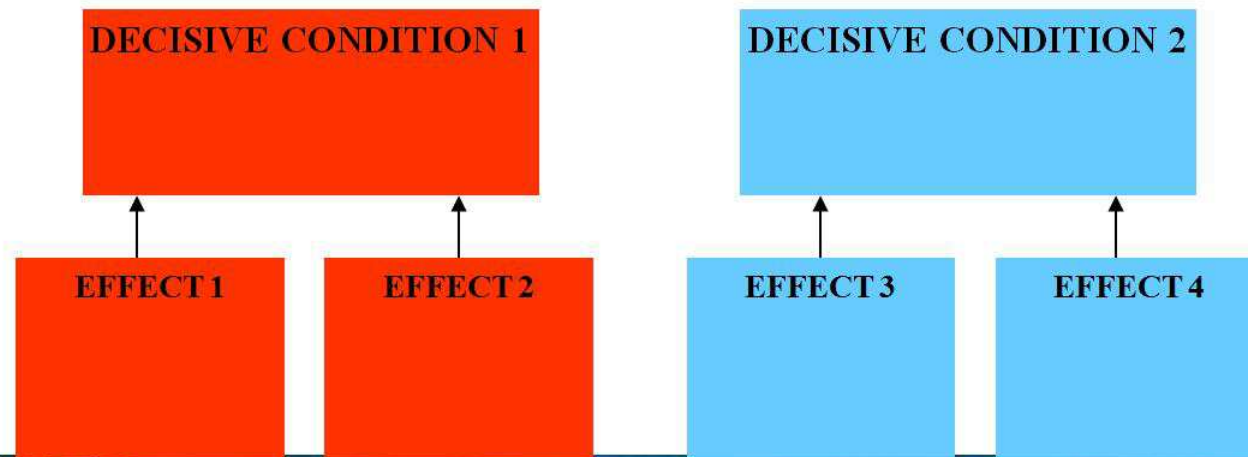 DECISIVE CONDITION 1
DECISIVE CONDITION 2
EFFECT 1
EFFECT 2
EFFECT 3
EFFECT 4